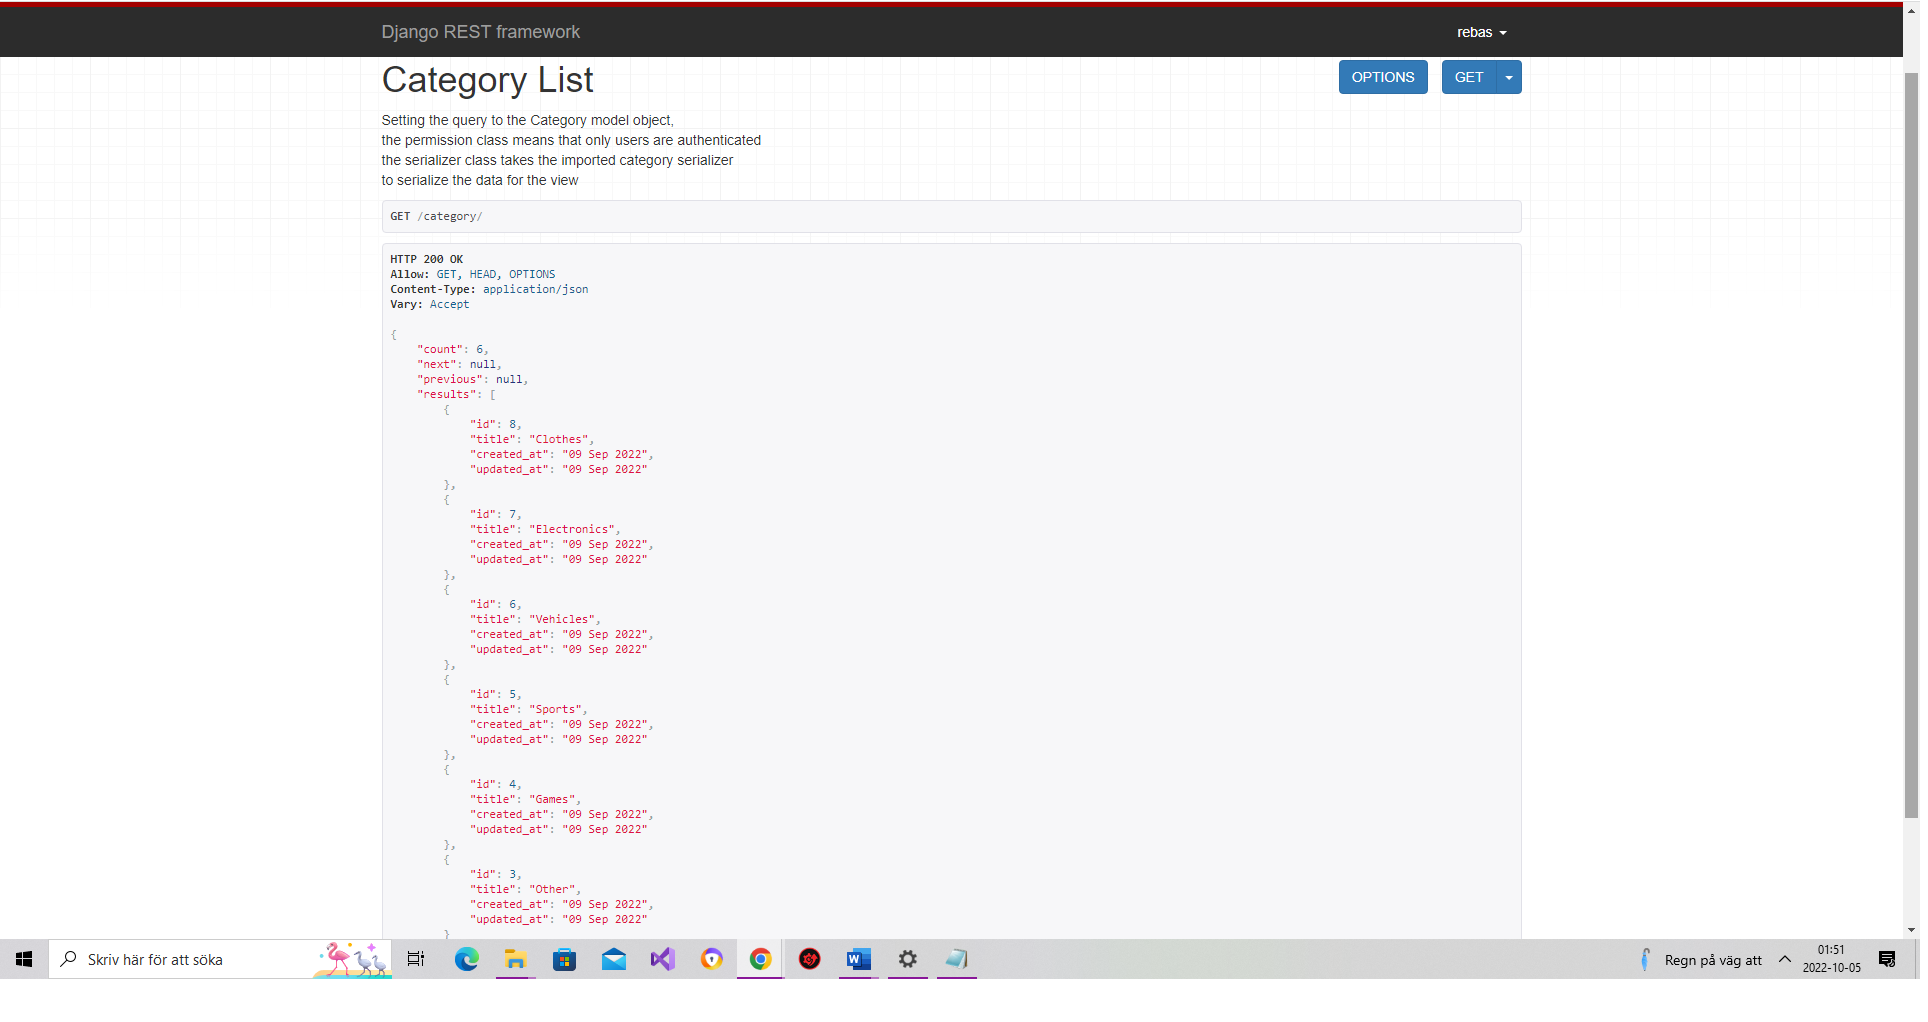 Django REST framework
rebas
Category List
OPTIONS
GET
Setting the query to the Category model object,
the permission class means that only users are authenticated
the serializer class takes the imported category serializer
to serialize the data for the view
GET /category/
HTTP 200 OK
Allow: GET, HEAD, OPTIONS
Content-Type: application/json
Vary: Accept
{
"count": 6,
"next": null,
"previous": null,
"results": [
{
"id": 8,
"title": "Clothes",
"created_at": "09 Sep 2022",
"updated_at": "09 Sep 2022"
},
{
"id": 7,
"title": "Electronics",
"created_at": "09 Sep 2022",
"updated_at": "09 Sep 2022"
},
{
"id": 6,
"title": "Vehicles",
"created_at": "09 Sep 2022",
"updated_at": "09 Sep 2022"
},
{
"id": 5,
"title": "Sports",
"created_at": "09 Sep 2022",
"updated_at": "09 Sep 2022"
},
{
"id": 4,
"title": "Games",
"created_at": "09 Sep 2022",
"updated_at": "09 Sep 2022"
},
{
"id": 3,
"title": "Other",
"created_at": "09 Sep 2022",
"updated_at": "09 Sep 2022"
}
Skriv här för att söka
W
Regn på väg att
01:51
2022-10-05